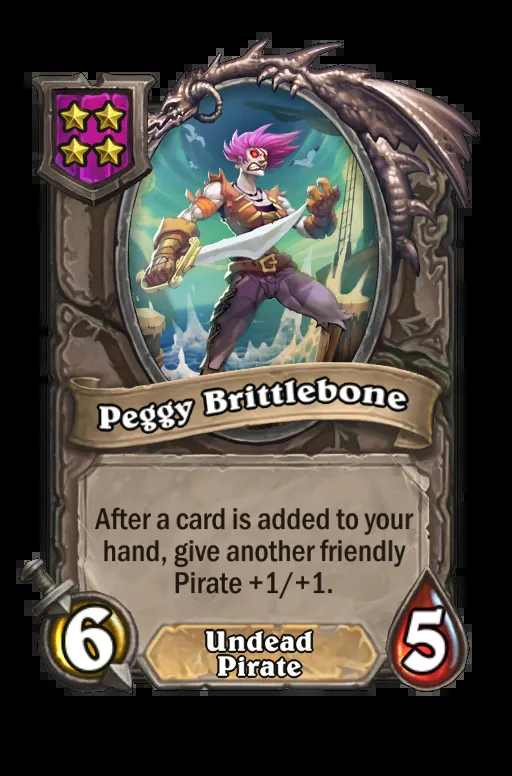 Peggy Brittlebone
After a card is added to your
hand, give another friendly
Pirate +1/+1.
6
Undead
Pirate
5